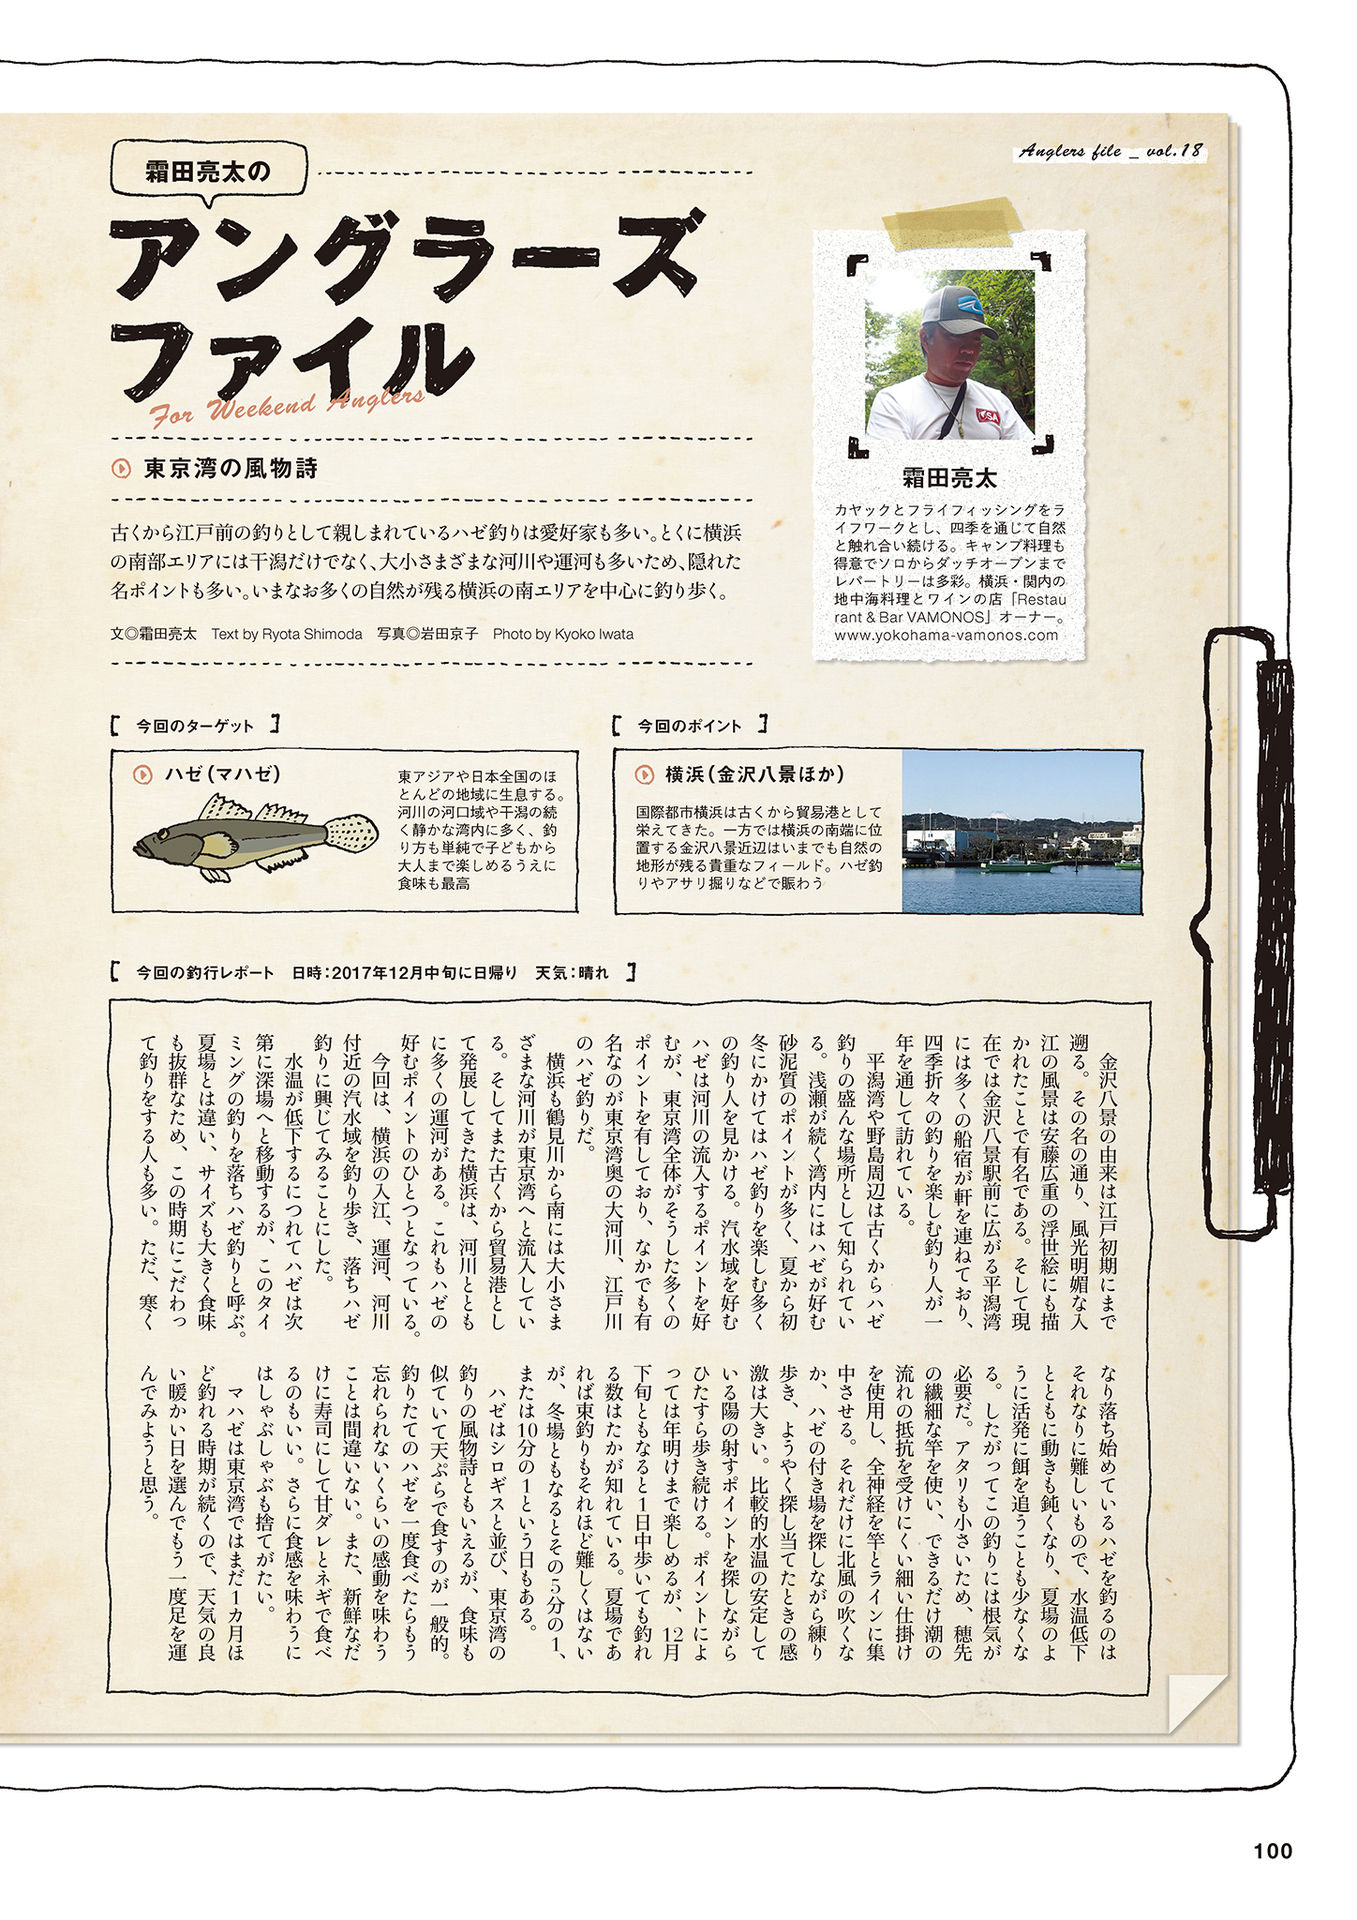 Anglers file _ vol.18
霜田亮太の
アングラーズ
ファイル
For Weekend Anglers
東京湾の風物詩
古くから江戸前の釣りとして親しまれているハゼ釣りは愛好家も多い。とくに横浜
の南部エリアには干潟だけでなく、大小さまざまな河川や運河も多いため、隠れた
名ポイントも多い。いまなお多くの自然が残る横浜の南エリアを中心に釣り歩く。
文◎霜田亮太 Text by Ryota Shimoda 写真◎岩田京子 Photo by Kyoko Iwata
霜田亮太
カヤックとフライフィッシングをラ
イフワークとし、四季を通じて自然
と触れ合い続ける。キャンプ料理も
得意でソロからダッチオーブンまで
レパートリーは多彩。横浜・関内の
地中海料理とワインの店「Restau
rant & Bar VAMONOS」オーナー。
www.yokohama-vamonos.com
[ 今回のターゲット ]
ハゼ(マハゼ)
東アジアや日本全国のほ
とんどの地域に生息する。
河川の河口域や干潟の続
く静かな湾内に多く、釣
り方も単純で子どもから
大人まで楽しめるうえに
食味も最高
[ 今回のポイント ]
横浜(金沢八景ほか)
国際都市横浜は古くから貿易港として
栄えてきた。一方では横浜の南端に位
置する金沢八景近辺はいまでも自然の
地形が残る貴重なフィールド。ハゼ釣
りやアサリ掘りなどで賑わう
[ 今回の釣行レポート 日時:2017年12月中旬に日帰り 天気:晴れ ]
金沢八景の由来は江戸初期にまで
遡る。その名の通り、風光明媚な入
江の風景は安藤広重の浮世絵にも描
かれたことで有名である。そして現
在では金沢八景駅前に広がる平潟湾
には多くの船宿が軒を連ねており、
四季折々の釣りを楽しむ釣り人が一
年を通して訪れている。
平潟湾や野島周辺は古くからハゼ
釣りの盛んな場所として知られてい
る。浅瀬が続く湾内にはハゼが好む
砂泥質のポイントが多く、夏から初
冬にかけてはハゼ釣りを楽しむ多く
の釣り人を見かける。汽水域を好む
ハゼは河川の流入するポイントを好
むが、東京湾全体がそうした多くの
ポイントを有しており、なかでも有
名なのが東京湾奥の大河川、江戸川
のハゼ釣りだ。
横浜も鶴見川から南には大小さま
ざまな河川が東京湾へと流入してい
る。そしてまた古くから貿易港とし
て発展してきた横浜は、河川ととも
に多くの運河がある。これもハゼの
好むポイントのひとつとなっている。
今回は、横浜の入江、運河、河川
付近の汽水域を釣り歩き、落ちハゼ
釣りに興じてみることにした。
水温が低下するにつれてハゼは次
第に深場へと移動するが、このタイ
ミングの釣りを落ちハゼ釣りと呼ぶ。
夏場とは違い、サイズも大きく食味
も抜群なため、この時期にこだわっ
て釣りをする人も多い。ただ、寒く
なり落ち始めているハゼを釣るのは
それなりに難しいもので、水温低下
とともに動きも鈍くなり、夏場のよ
うに活発に餌を追うことも少なくな
る。したがってこの釣りには根気が
必要だ。アタリも小さいため、穂先
の繊細な竿を使い、できるだけ潮の
流れの抵抗を受けにくい細い仕掛け
を使用し、全神経を竿とラインに集
中させる。それだけに北風の吹くな
か、ハゼの付き場を探しながら練り
歩き、ようやく探し当てたときの感
激は大きい。比較的水温の安定して
いる陽の射すポイントを探しながら
ひたすら歩き続ける。ポイントによ
っては年明けまで楽しめるが、12月
下旬ともなると1日中歩いても釣れ
る数はたかが知れている。夏場であ
れば束釣りもそれほど難しくはない
が、冬場ともなるとその5分の1、
または10分の1という日もある。
ハゼはシロギスと並び、東京湾の
釣りの風物詩ともいえるが、食味も
似ていて天ぷらで食すのが一般的。
釣りたてのハゼを一度食べたらもう
忘れられないくらいの感動を味わう
ことは間違いない。また、新鮮なだ
けに寿司にして甘ダレとネギで食べ
るのもいい。さらに食感を味わうに
はしゃぶしゃぶも捨てがたい。
マハゼは東京湾ではまだ1カ月ほ
ど釣れる時期が続くので、天気の良
い暖かい日を選んでもう一度足を運
んでみようと思う。
100